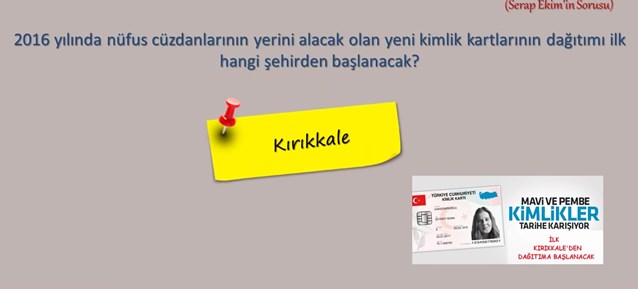 (Serap Ekim'in Sorusu)
2016 yılında nüfus cüzdanlarının yerini alacak olan yeni kimlik kartlarının dağıtımı ilk
hangi şehirden başlanacak?
Kırıkkale
TÜRKİYE CUMHURİYETİ
KİMLİK KARTI
MAVİ VE PEMBE
KİMLİKLER
TARİHE KARIŞIYOR
İLK
KIRIKKALE'DEN
DAĞITIMA BAŞLANACAK